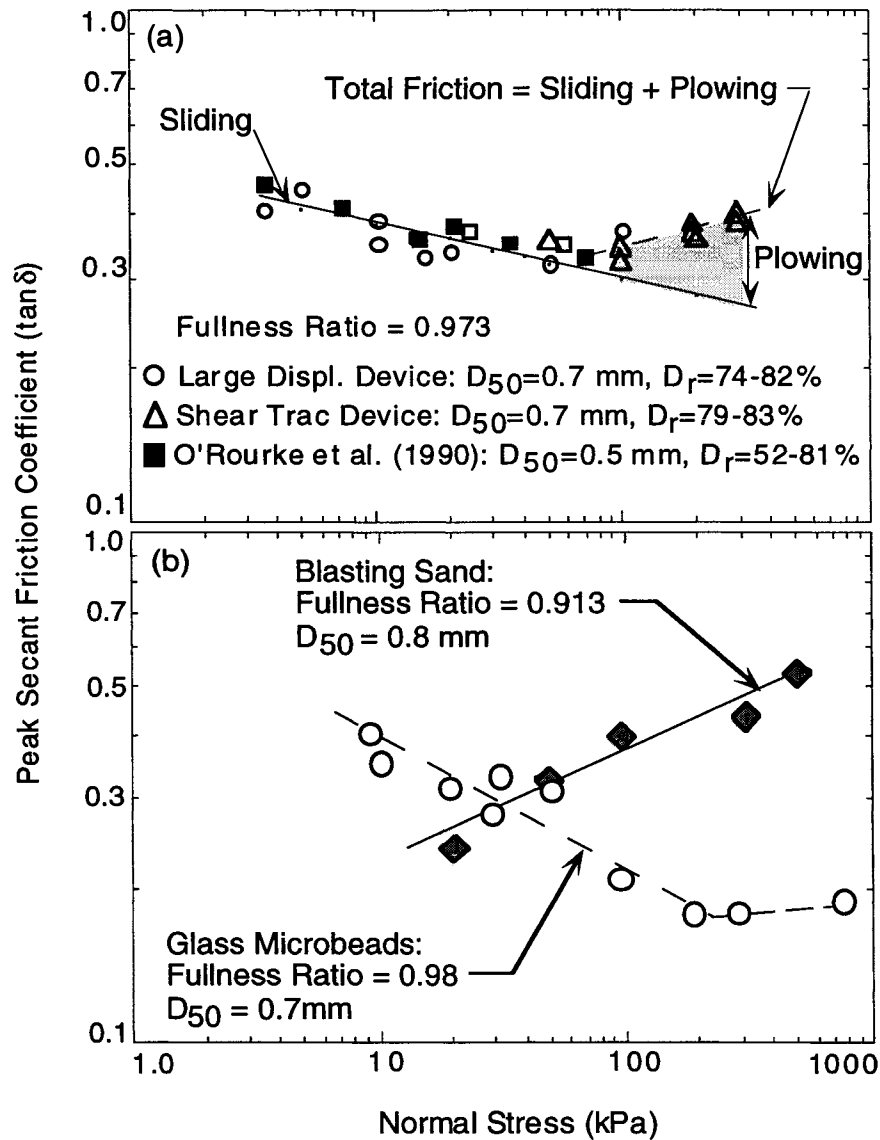 Peak Secant Friction Coefficient (tanδ)
1.0
0.7
0.5
0.3
0.1
(a)
Total Friction = Sliding + Plowing
Sliding
Plowing
Fullness Ratio = 0.973
Large Displ. Device: D50=0.7 mm, Dr=74-82%
Shear Trac Device: D50=0.7 mm, Dr=79-83%
O'Rourke et al. (1990): D50=0.5 mm, Dr=52-81%
1.0
0.7
0.5
0.3
0.1
(b)
Blasting Sand:
Fullness Ratio = 0.913
D50 = 0.8 mm
Glass Microbeads:
Fullness Ratio = 0.98
D50 = 0.7mm
1.0
10
100
1000
Normal Stress (kPa)